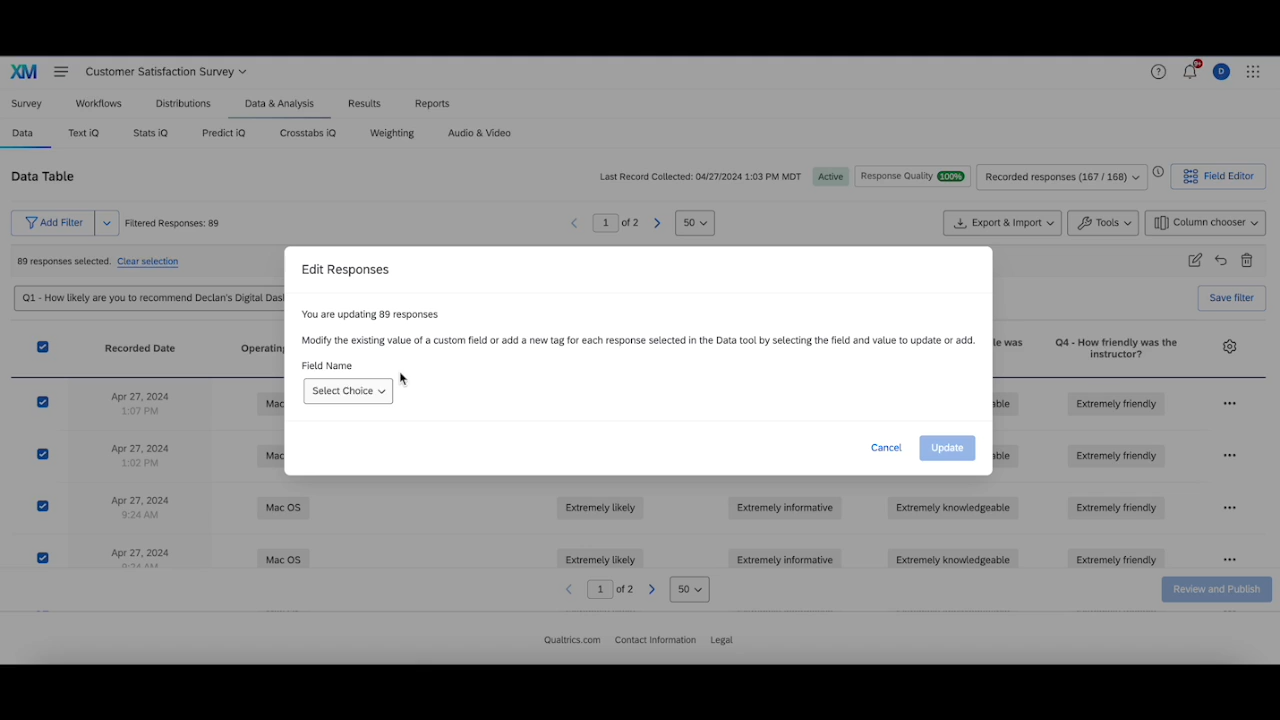 XM Customer Satisfaction Survey D 9+
Survey Workflows Distributions Data & Analysis Results Reports
Data Text iQ Stats iQ Predict iQ Crosstabs iQ Weighting Audio & Video
Data Table Last Record Collected: 04/27/2024 1:03 PM MDT Active Response Quality 100% Recorded responses (167 / 168) Field Editor
Add Filter Filtered Responses: 89 1 of 2 50 Export & Import Tools Column chooser
89 responses selected. Clear selection
Edit Responses
Q1 - How likely are you to recommend Declan's Digital Das Save filter
You are updating 89 responses
Modify the existing value of a custom field or add a new tag for each response selected in the Data tool by selecting the field and value to update or add.
Recorded Date Operating le was Q4 - How friendly was the
instructor?
Field Name
Select Choice
Apr 27, 2024
1:07 PM
Mac able Extremely friendly
Cancel Update
Apr 27, 2024
1:02 PM
Mac able Extremely friendly
Apr 27, 2024
9:24 AM
Mac OS Extremely likely Extremely informative Extremely knowledgeable Extremely friendly
Apr 27, 2024
9:24 AM
Mac OS Extremely likely Extremely informative Extremely knowledgeable Extremely friendly
1 of 2 50 Review and Publish
Qualtrics.com Contact Information Legal